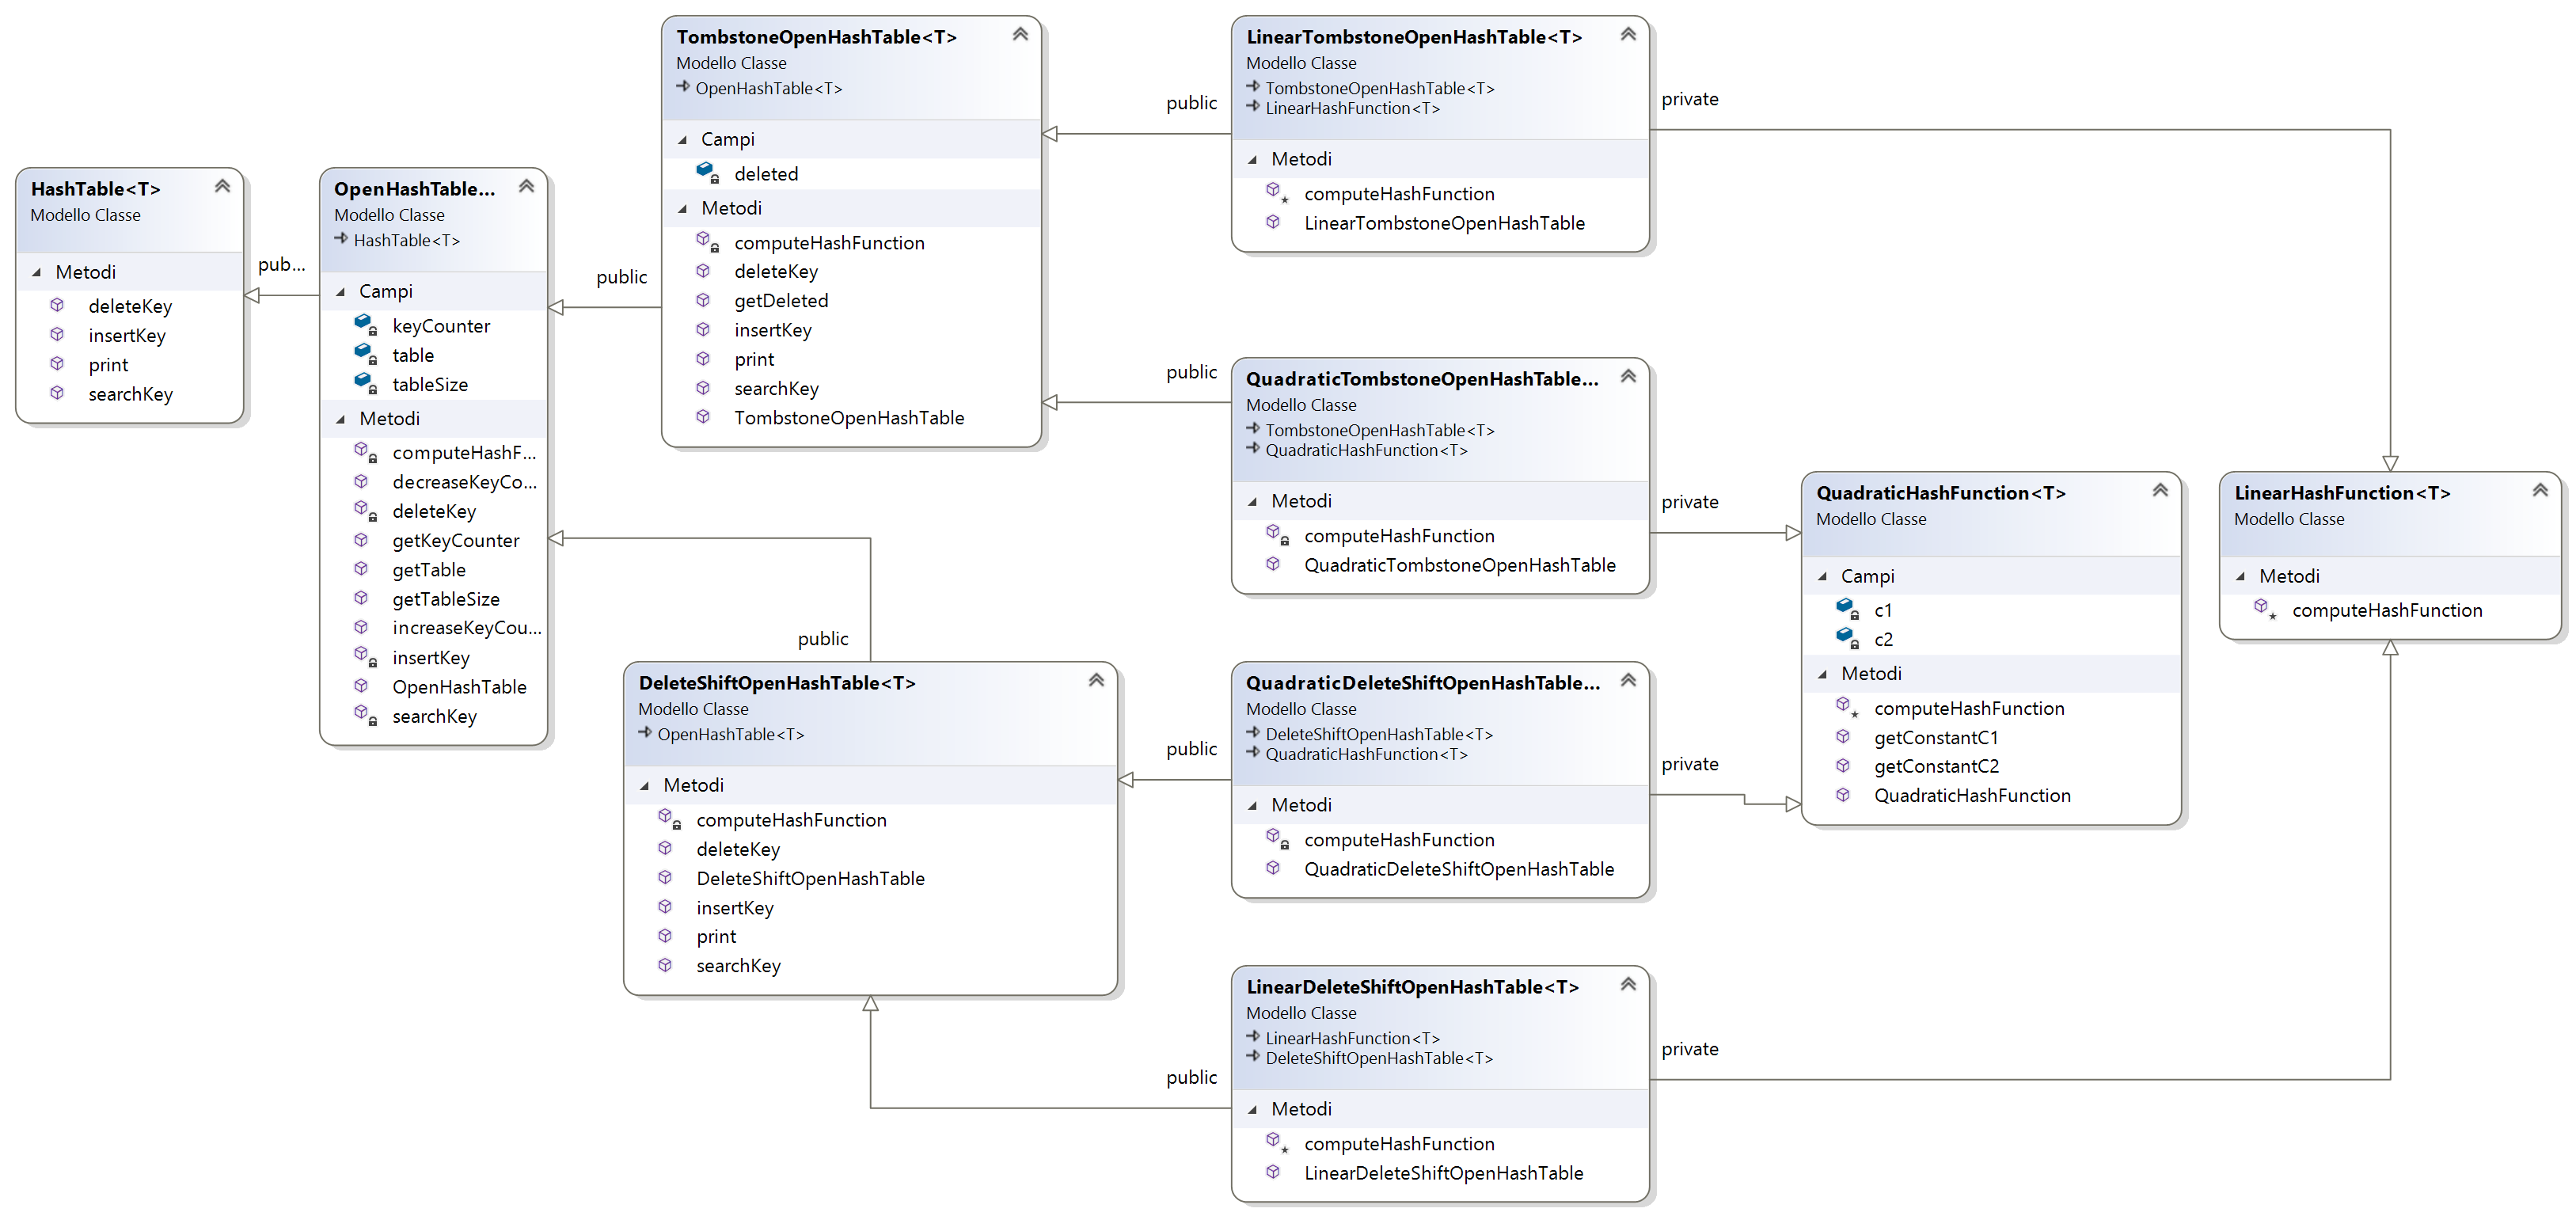 HashTable<T>
Modello Classe
Metodi
deleteKey
insertKey
print
searchKey
pub...
OpenHashTable...
Modello Classe
HashTable<T>
Campi
keyCounter
table
tableSize
Metodi
computeHashF...
decreaseKeyCo...
deleteKey
getKeyCounter
getTable
getTableSize
increaseKeyCou...
insertKey
OpenHashTable
searchKey
public
TombstoneOpenHashTable<T>
Modello Classe
OpenHashTable<T>
Campi
deleted
Metodi
computeHashFunction
deleteKey
getDeleted
insertKey
print
searchKey
TombstoneOpenHashTable
public
DeleteShiftOpenHashTable<T>
Modello Classe
OpenHashTable<T>
Metodi
computeHashFunction
deleteKey
DeleteShiftOpenHashTable
insertKey
print
searchKey
public
LinearTombstoneOpenHashTable<T>
Modello Classe
TombstoneOpenHashTable<T>
LinearHashFunction<T>
Metodi
computeHashFunction
LinearTombstoneOpenHashTable
private
public
QuadraticTombstoneOpenHashTable...
Modello Classe
TombstoneOpenHashTable<T>
QuadraticHashFunction<T>
Metodi
computeHashFunction
QuadraticTombstoneOpenHashTable
private
public
QuadraticDeleteShiftOpenHashTable...
Modello Classe
DeleteShiftOpenHashTable<T>
QuadraticHashFunction<T>
Metodi
computeHashFunction
QuadraticDeleteShiftOpenHashTable
private
public
LinearDeleteShiftOpenHashTable<T>
Modello Classe
LinearHashFunction<T>
DeleteShiftOpenHashTable<T>
Metodi
computeHashFunction
LinearDeleteShiftOpenHashTable
private
QuadraticHashFunction<T>
Modello Classe
Campi
c1
c2
Metodi
computeHashFunction
getConstantC1
getConstantC2
QuadraticHashFunction
LinearHashFunction<T>
Modello Classe
Metodi
computeHashFunction